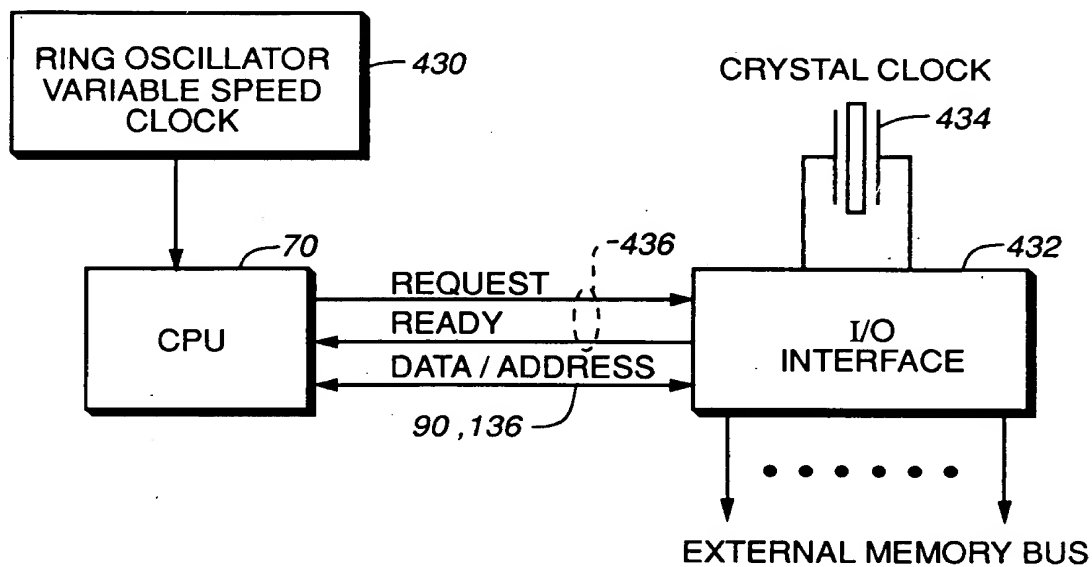 RING OSCILLATOR
VARIABLE SPEED
CLOCK
430
CRYSTAL CLOCK
434
70
436
432
CPU
REQUEST
READY
DATA / ADDRESS
90 , 136
I/O
INTERFACE
EXTERNAL MEMORY BUS